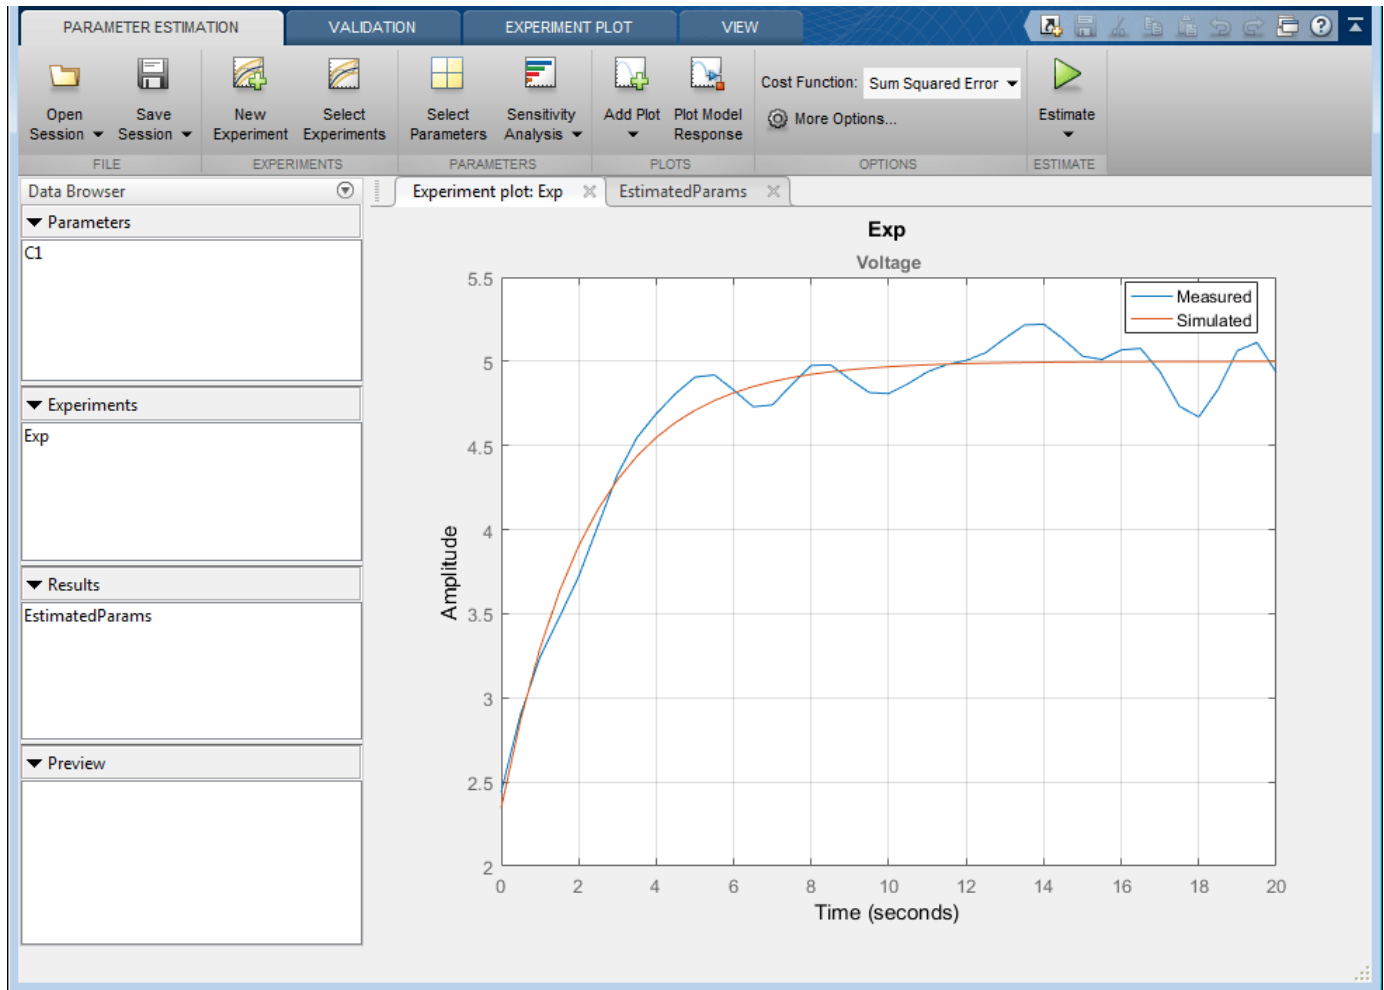 PARAMETER ESTIMATION VALIDATION EXPERIMENT PLOT VIEW
Open Session Save Session New Experiment Select Experiments Select Parameters Sensitivity Analysis Add Plot Plot Model Response Cost Function: Sum Squared Error Estimate
More Options...
FILE EXPERIMENTS PARAMETERS PLOTS OPTIONS ESTIMATE
Data Browser
Parameters
C1
Experiments
Exp
Results
EstimatedParams
Preview
Experiment plot: Exp EstimatedParams
Exp
Voltage
Measured
Simulated
Amplitude
5.5
5
4.5
4
3.5
3
2.5
2
0 2 4 6 8 10 12 14 16 18 20
Time (seconds)